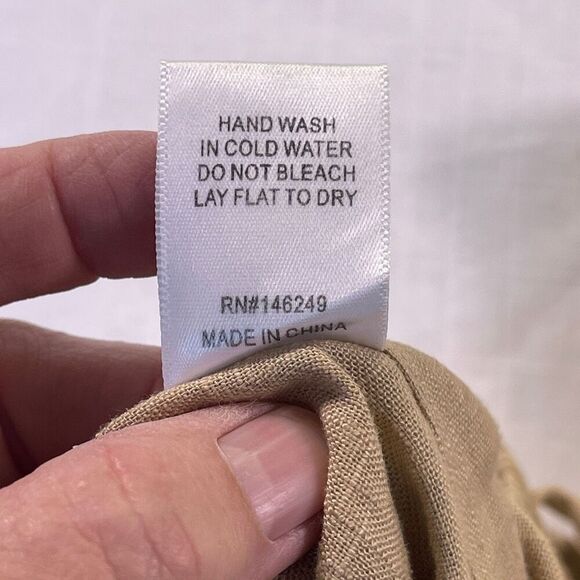 HAND WASH
IN COLD WATER
DO NOT BLEACH
LAY FLAT TO DRY
RN#146249
MADE IN CHINA